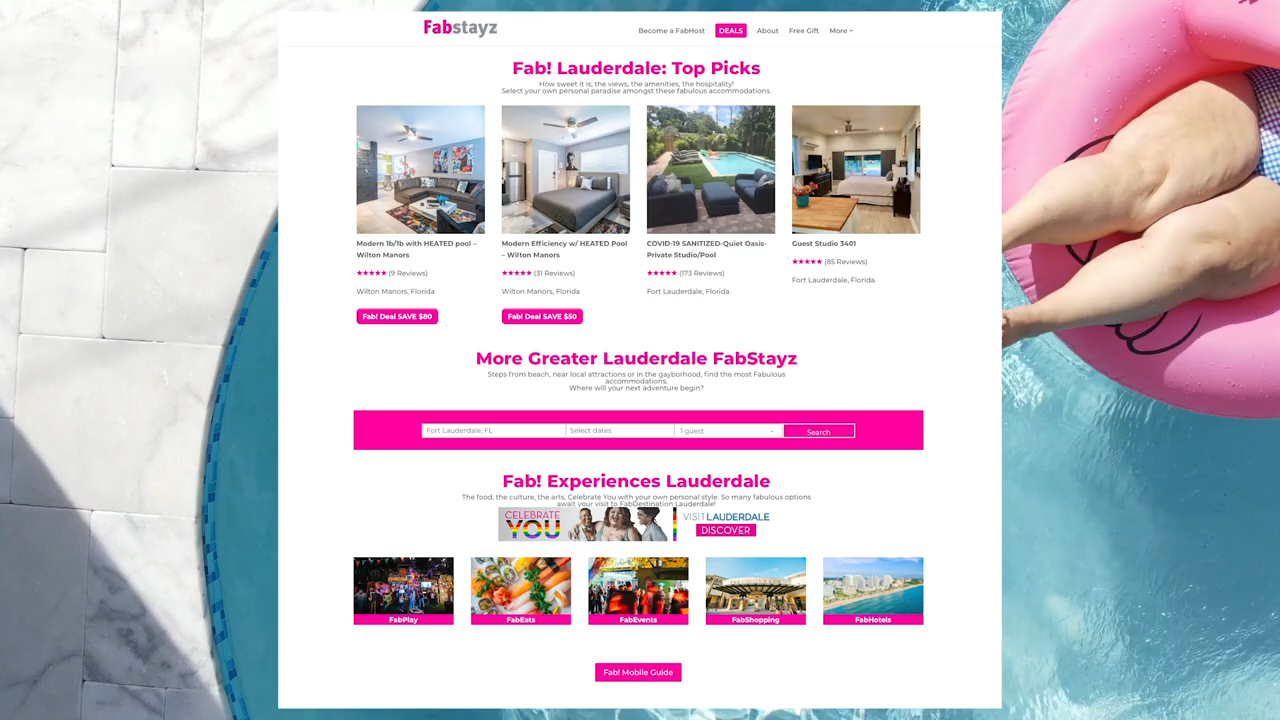 Fabstayz
Become a FabHost
DEALS
About
Free Gift
More
Fab! Lauderdale: Top Picks
How sweet it is; the views, the amenities, the hospitality!
Select your own personal paradise amongst these fabulous accommodations.
Modern 1b/1b with HEATED pool –
Wilton Manors
★★★★★ (9 Reviews)
Wilton Manors, Florida
Fab! Deal SAVE $80
Modern Efficiency w/ HEATED Pool
– Wilton Manors
★★★★★ (31 Reviews)
Wilton Manors, Florida
Fab! Deal SAVE $50
COVID-19 SANITIZED-Quiet Oasis-
Private Studio/Pool
★★★★★ (173 Reviews)
Fort Lauderdale, Florida.
Guest Studio 3401
★★★★★ (85 Reviews)
Fort Lauderdale, Florida.
More Greater Lauderdale FabStayz
Steps from beach, near local attractions or in the gayborhood, find the most Fabulous
accommodations.
Where will your next adventure begin?
Fort Lauderdale, FL
Select dates
1 guest
Search
Fab! Experiences Lauderdale
The food, the culture, the arts, Celebrate You with your own personal style. So many fabulous options
await your visit to FabDestination Lauderdale!
CELEBRATE
YOU
VISIT LAUDERDALE
DISCOVER
FabPlay
FabEats
FabEvents
FabShopping
FabHotels
Fab! Mobile Guide